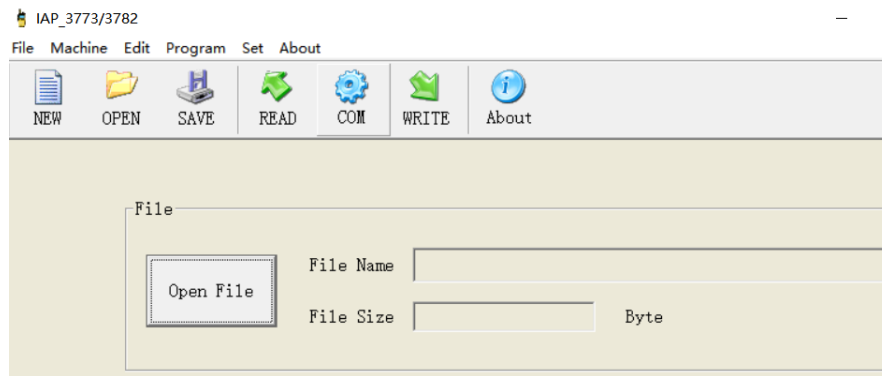 IAP_3773/3782
File Machine Edit Program Set About
NEW OPEN SAVE READ COM WRITE About
File
File Name
Open File
File Size Byte